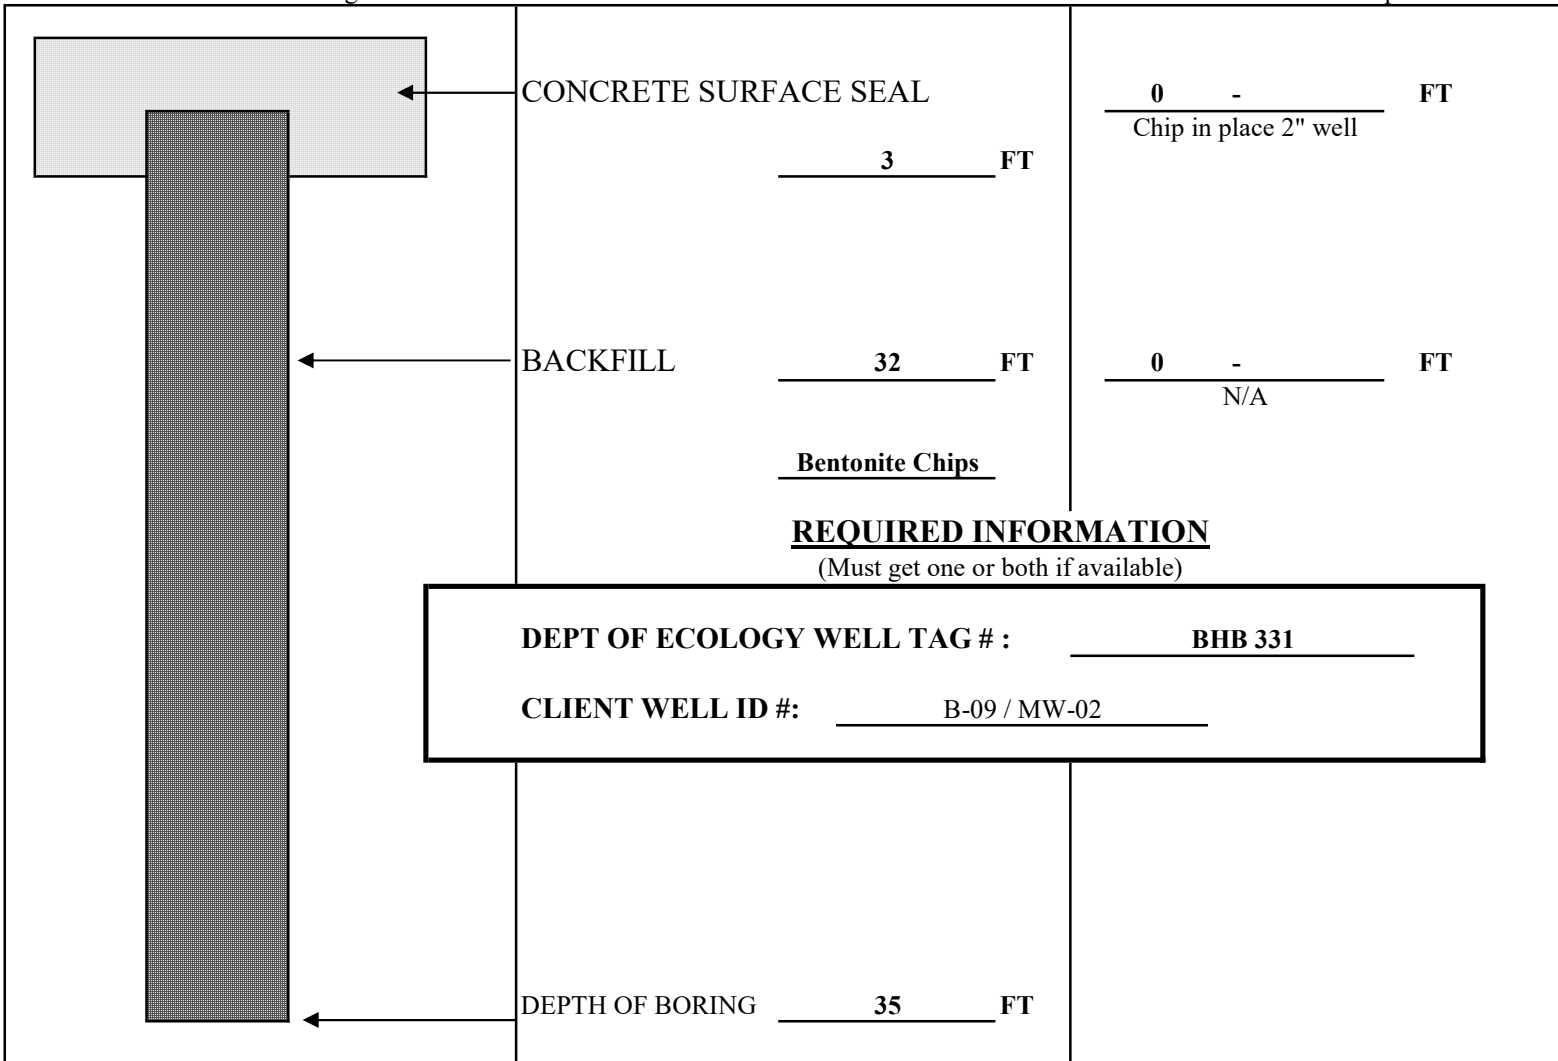 CONCRETE SURFACE SEAL 0 - FT
Chip in place 2" well
3 FT
BACKFILL 32 FT 0 - FT
N/A
Bentonite Chips
REQUIRED INFORMATION
(Must get one or both if available)
DEPT OF ECOLOGY WELL TAG # : BHB 331
CLIENT WELL ID #: B-09 / MW-02
DEPTH OF BORING 35 FT